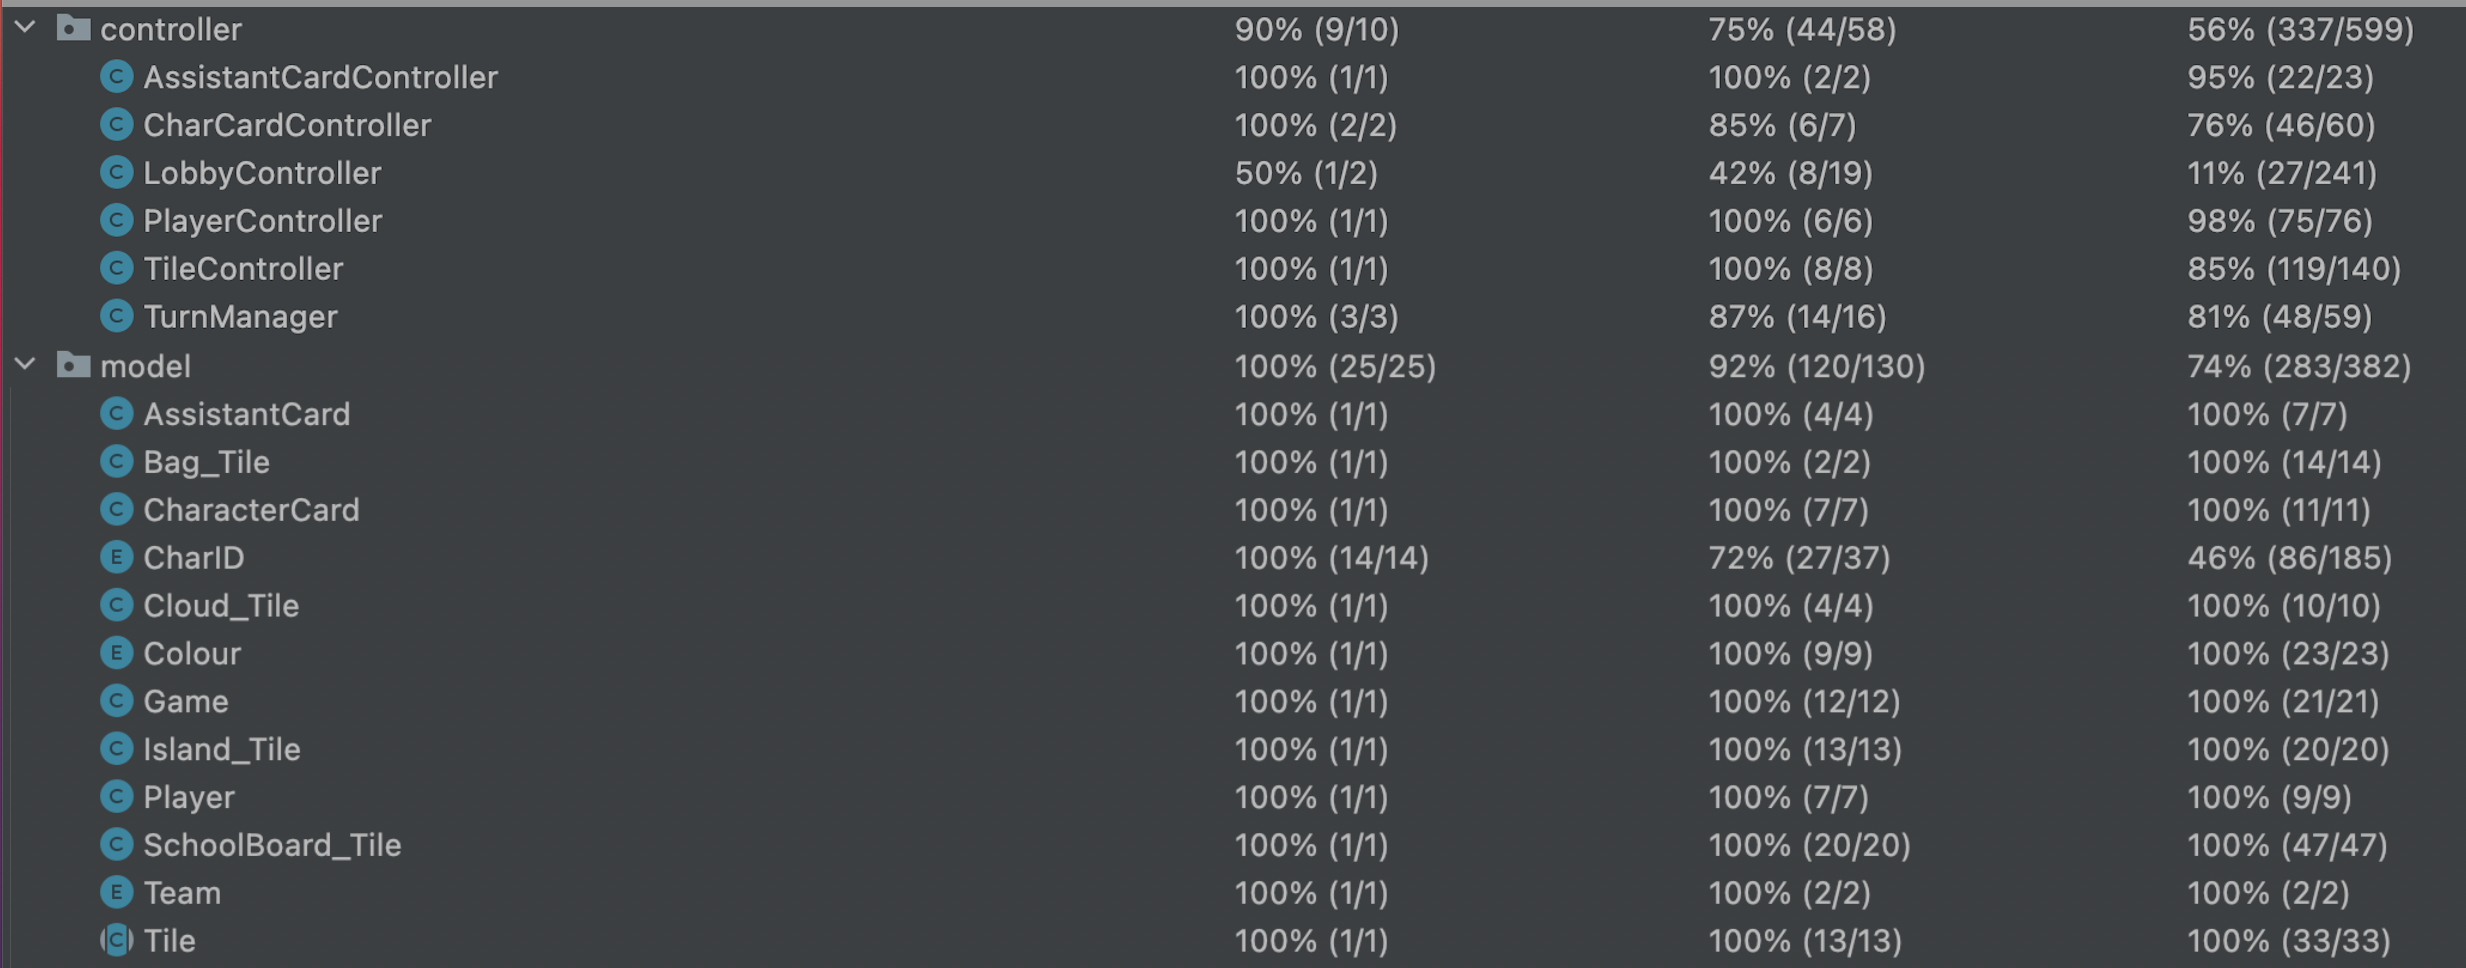 controller 90% (9/10) 75% (44/58) 56% (337/599)
C AssistantCardController 100% (1/1) 100% (2/2) 95% (22/23)
C CharCardController 100% (2/2) 85% (6/7) 76% (46/60)
C LobbyController 50% (1/2) 42% (8/19) 11% (27/241)
C PlayerController 100% (1/1) 100% (6/6) 98% (75/76)
C TileController 100% (1/1) 100% (8/8) 85% (119/140)
C TurnManager 100% (3/3) 87% (14/16) 81% (48/59)
model 100% (25/25) 92% (120/130) 74% (283/382)
C AssistantCard 100% (1/1) 100% (4/4) 100% (7/7)
C Bag_Tile 100% (1/1) 100% (2/2) 100% (14/14)
C CharacterCard 100% (1/1) 100% (7/7) 100% (11/11)
E CharID 100% (14/14) 72% (27/37) 46% (86/185)
C Cloud_Tile 100% (1/1) 100% (4/4) 100% (10/10)
E Colour 100% (1/1) 100% (9/9) 100% (23/23)
C Game 100% (1/1) 100% (12/12) 100% (21/21)
C Island_Tile 100% (1/1) 100% (13/13) 100% (20/20)
C Player 100% (1/1) 100% (7/7) 100% (9/9)
C SchoolBoard_Tile 100% (1/1) 100% (20/20) 100% (47/47)
E Team 100% (1/1) 100% (2/2) 100% (2/2)
C Tile 100% (1/1) 100% (13/13) 100% (33/33)